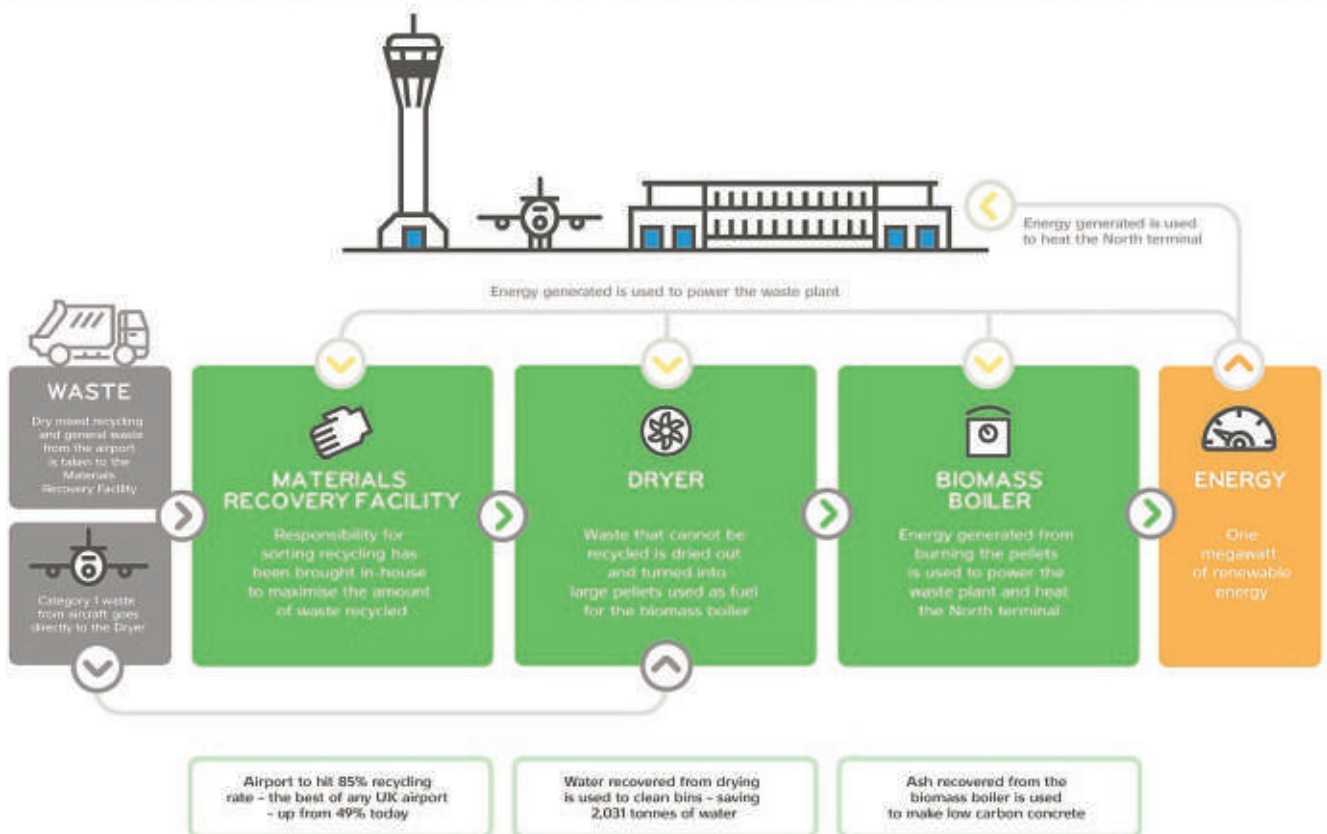 Energy generated is used
to heat the North terminal
Energy generated is used to power the waste plant
WASTE
Dry mixed recycling
and general waste
from the airport
is taken to the
Materials
Recovery Facility
Category 1 waste
from aircraft goes
directly to the Dryer
MATERIALS
RECOVERY FACILITY
Responsibility for
sorting recycling has
been brought in-house
to maximise the amount
of waste recycled
DRYER
Waste that cannot be
recycled is dried out
and turned into
large pellets used as fuel
for the biomass boiler
BIOMASS
BOILER
Energy generated from
burning the pellets
is used to power the
waste plant and heat
the North terminal
ENERGY
One
megawatt
of renewable
energy
Airport to hit 85% recycling
rate – the best of any UK airport
– up from 49% today
Water recovered from drying
is used to clean bins – saving
2,031 tonnes of water
Ash recovered from the
biomass boiler is used
to make low carbon concrete